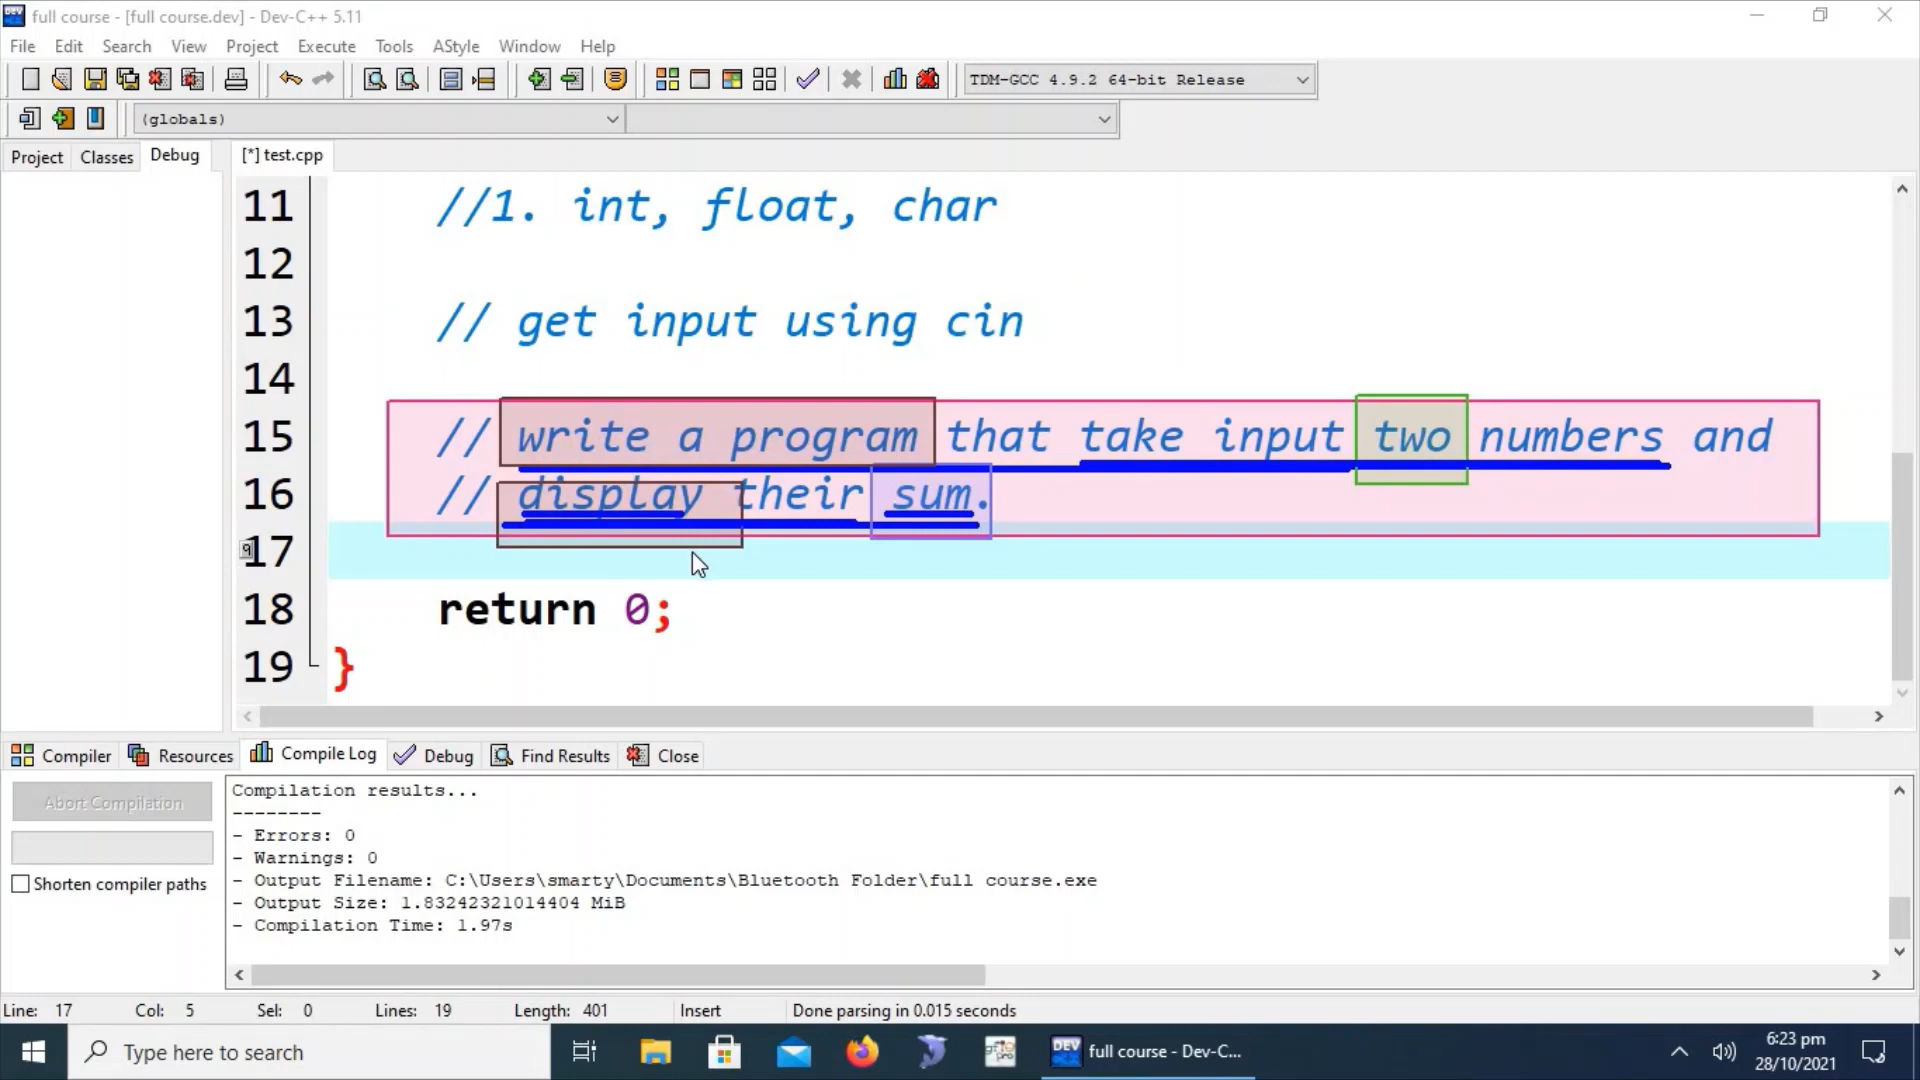 full course - [full course.dev] - Dev-C++ 5.11
File Edit Search View Project Execute Tools AStyle Window Help
TDM-GCC 4.9.2 64-bit Release
(globals)
Project Classes Debug [*] test.cpp
11 //1. int, float, char
12
13 // get input using cin
14
15 // write a program that take input two numbers and
16 // display their sum.
17
18 return 0;
19 }
Compiler Resources Compile Log Debug Find Results Close
Abort Compilation
Shorten compiler paths
Compilation results...
--------
- Errors: 0
- Warnings: 0
- Output Filename: C:\Users\smarty\Documents\Bluetooth Folder\full course.exe
- Output Size: 1.83242321014404 MiB
- Compilation Time: 1.97s
Line: 17 Col: 5 Sel: 0 Lines: 19 Length: 401 Insert Done parsing in 0.015 seconds
Type here to search
DEV full course - Dev-C...
6:23 pm
28/10/2021